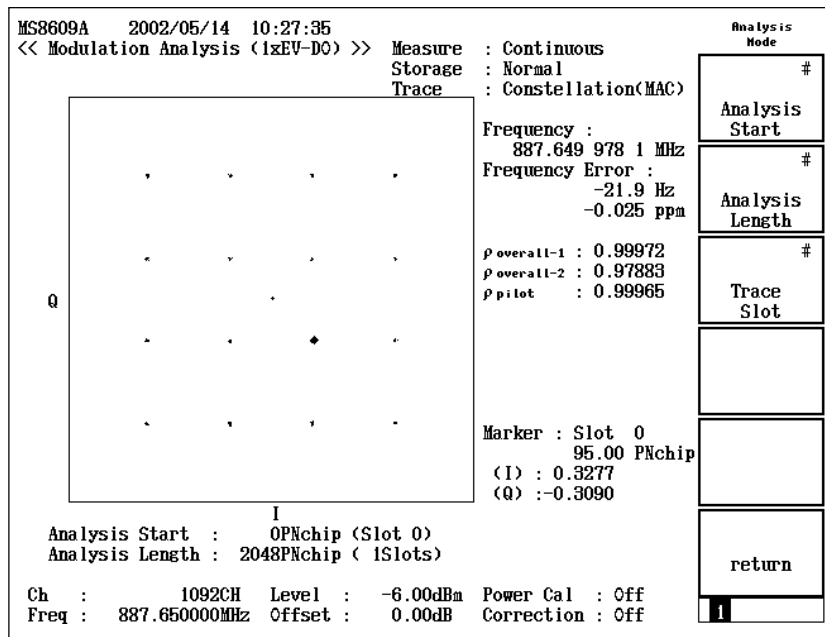 MS8609A 2002/05/14 10:27:35
<< Modulation Analysis (1xEV-DO) >> Measure : Continuous
Storage : Normal
Trace : Constellation(MAC)
Frequency :
887.649 978 1 MHz
Frequency Error :
-21.9 Hz
-0.025 ppm
ρoverall-1 : 0.99972
ρoverall-2 : 0.97883
ρpilot : 0.99965
Q
Marker : Slot 0
95.00 PNchip
(I) : 0.3277
(Q) :-0.3090
I
Analysis Start : 0PNchip (Slot 0)
Analysis Length : 2048PNchip ( 1Slots)
Ch : 1092CH Level : -6.00dBm Power Cal : Off
Freq : 887.650000MHz Offset : 0.00dB Correction : Off
Analysis
Mode
#
Analysis
Start
#
Analysis
Length
#
Trace
Slot
return
1